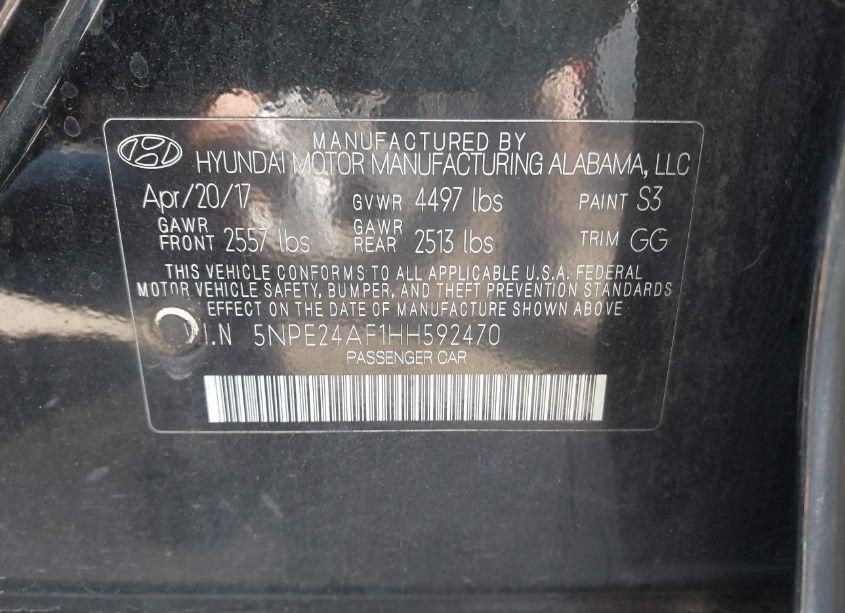 MANUFACTURED BY
HYUNDAI MOTOR MANUFACTURING ALABAMA, LLC
Apr/20/17 GVWR 4497 lbs PAINT S3
GAWR FRONT 2557 lbs GAWR REAR 2513 lbs TRIM GG
THIS VEHICLE CONFORMS TO ALL APPLICABLE U.S.A. FEDERAL
MOTOR VEHICLE SAFETY, BUMPER, AND THEFT PREVENTION STANDARDS
EFFECT ON THE DATE OF MANUFACTURE SHOWN ABOVE
I.N 5NPE24AF1HH592470
PASSENGER CAR